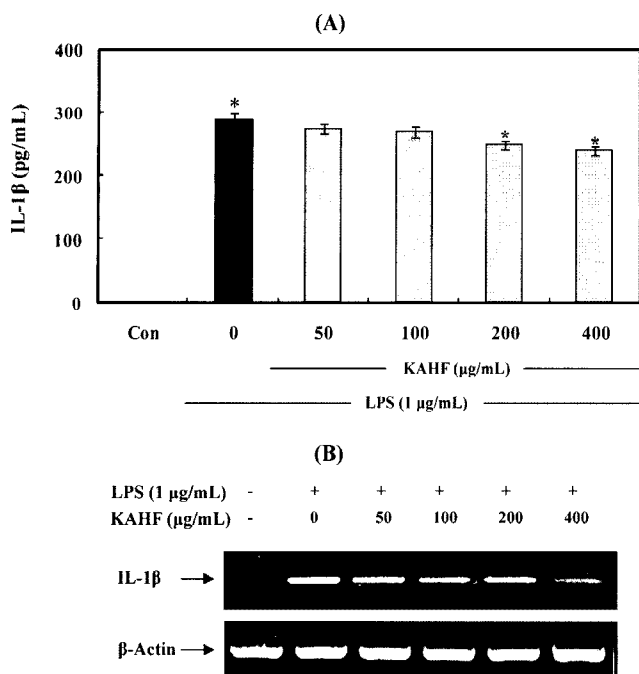 (A)
400
300
200
100
0
IL-1β (pg/mL)
* * *
Con 0 50 100 200 400
KAHF (μg/mL)
LPS (1 μg/mL)
(B)
LPS (1 μg/mL) - + + + + +
KAHF (μg/mL) - 0 50 100 200 400
IL-1β
β-Actin